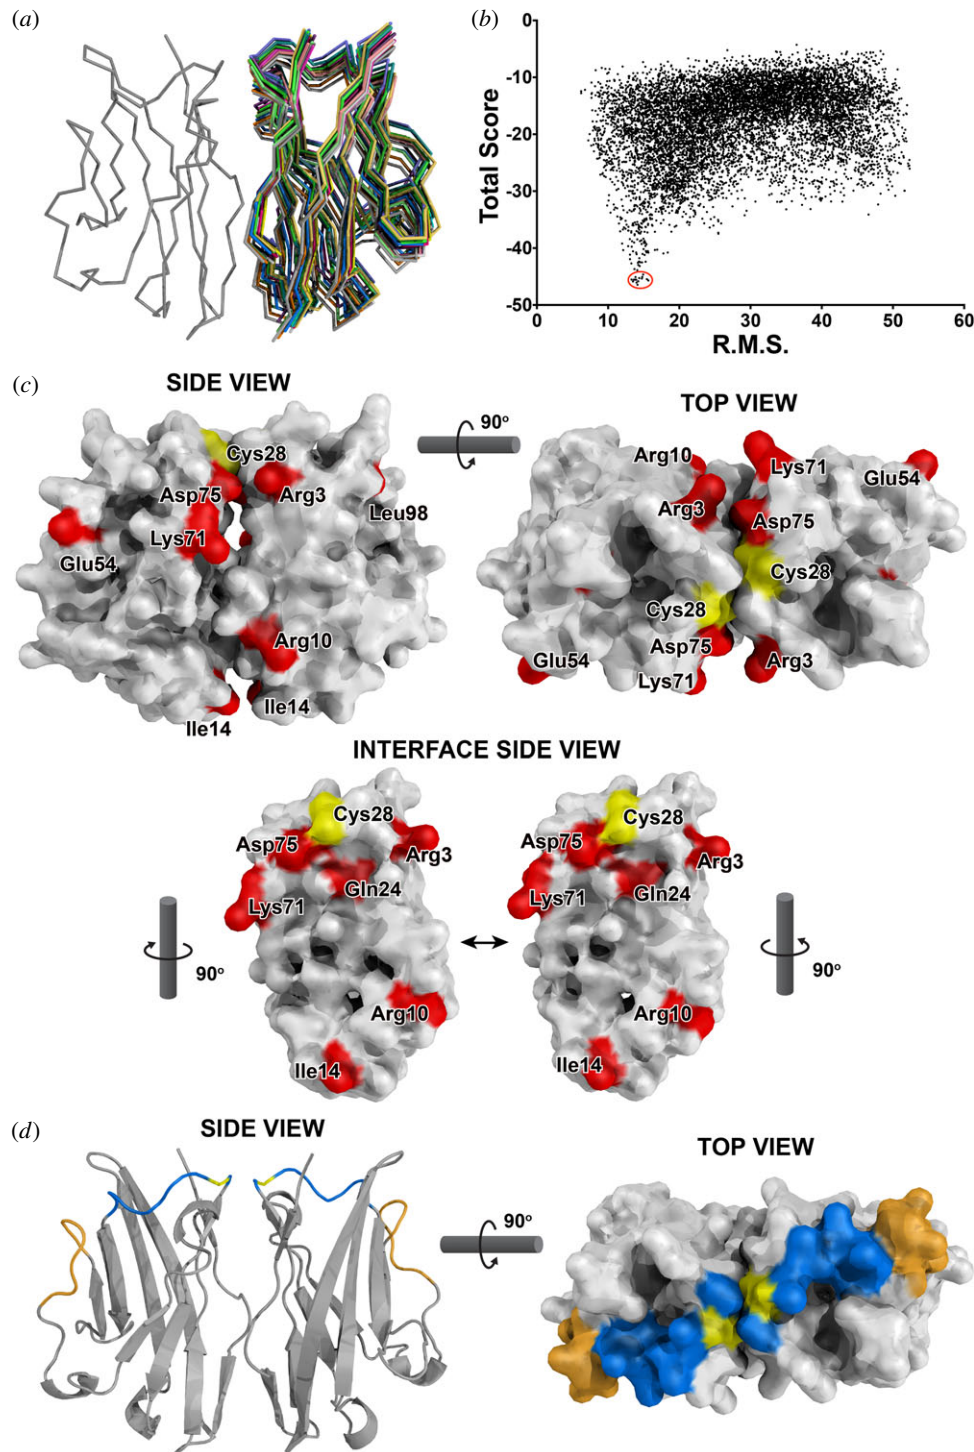 (a)
(b)
0
-10
-20
-30
-40
-50
Total Score
0 10 20 30 40 50 60
R.M.S.
(c)
SIDE VIEW
90°
TOP VIEW
Cys28
Asp75
Arg3
Lys71
Leu98
Glu54
Arg10
Ile14
Ile14
Arg10
Lys71
Glu54
Arg3
Asp75
Cys28
Cys28
Asp75
Glu54
Lys71
Arg3
INTERFACE SIDE VIEW
Cys28
Asp75
Arg3
Gln24
Lys71
90°
Arg10
Ile14
Cys28
Asp75
Arg3
Gln24
Lys71
90°
Arg10
Ile14
(d)
SIDE VIEW
90°
TOP VIEW